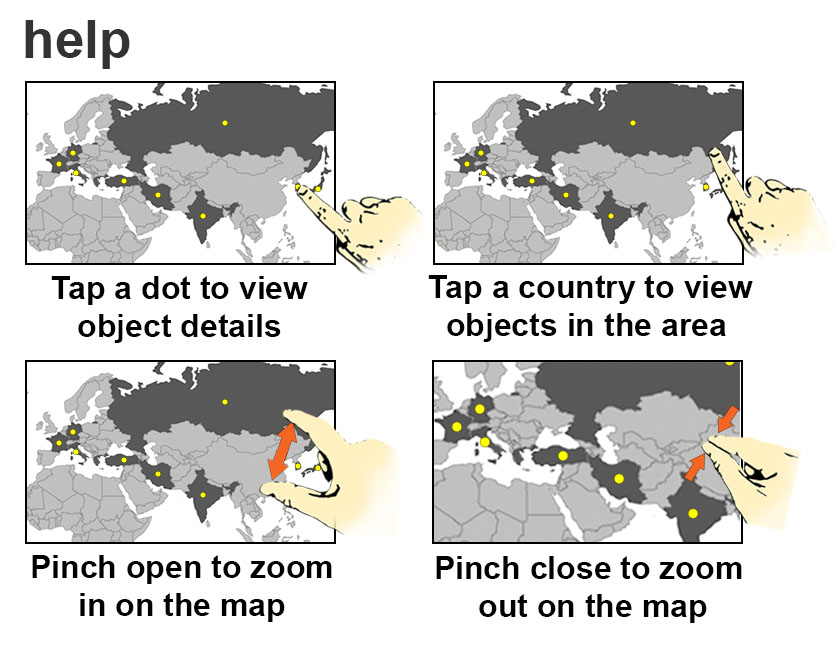 help
Tap a dot to view
object details
Tap a country to view
objects in the area
Pinch open to zoom
in on the map
Pinch close to zoom
out on the map